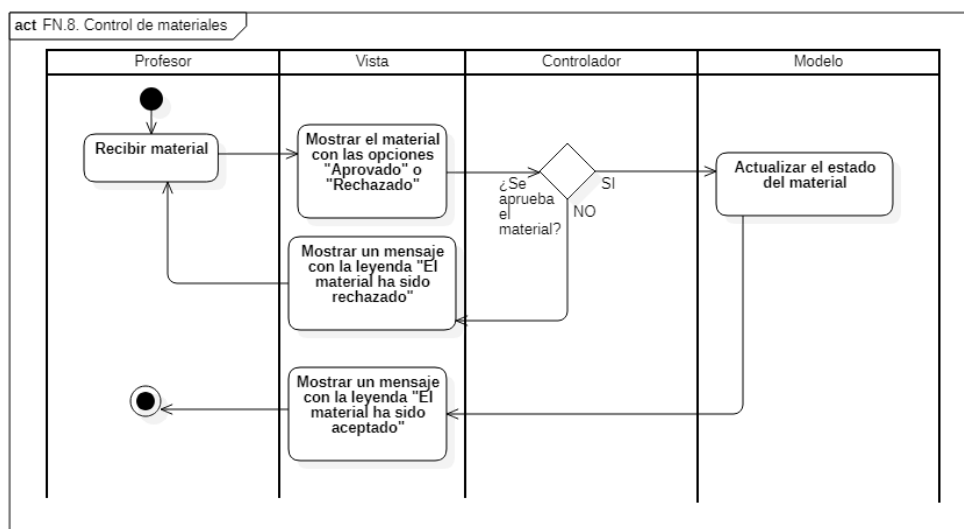 act FN.8. Control de materiales
Profesor
Vista
Controlador
Modelo
Recibir material
Mostrar el material
con las opciones
"Aprovado" o
"Rechazado"
¿Se
aprueba
el
material?
SI
NO
Actualizar el estado
del material
Mostrar un mensaje
con la leyenda "El
material ha sido
rechazado"
Mostrar un mensaje
con la leyenda "El
material ha sido
aceptado"